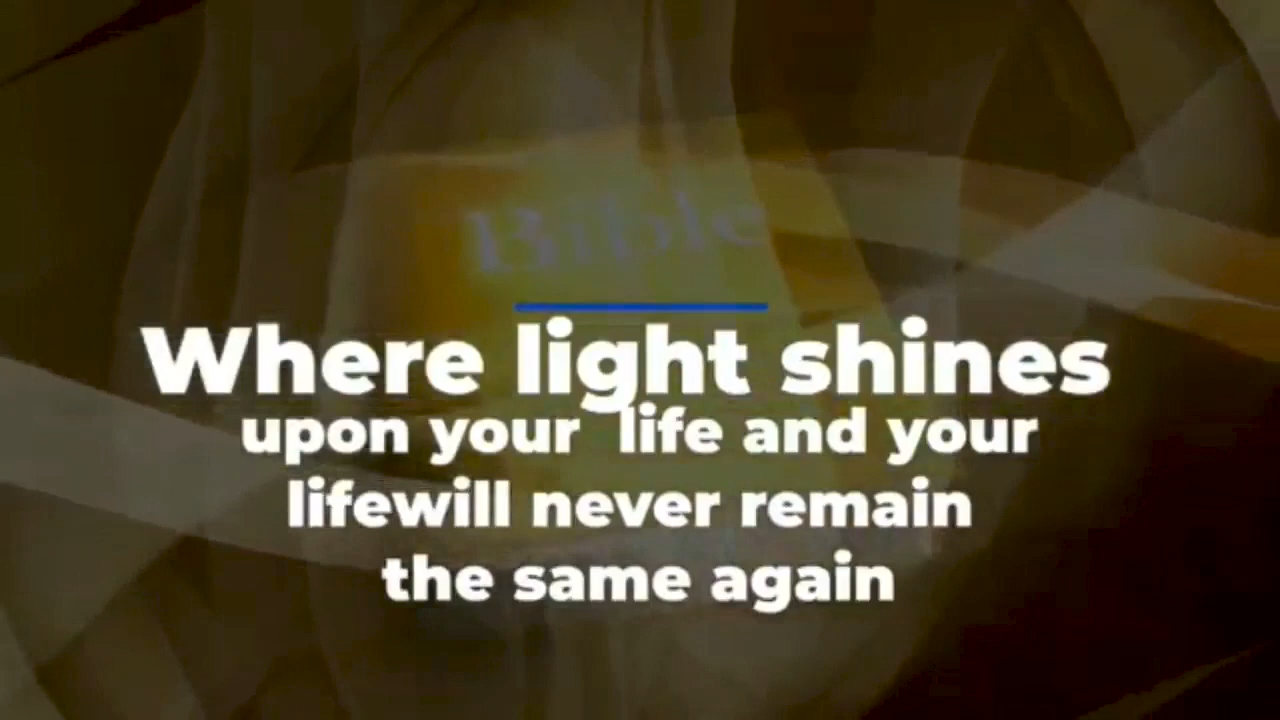 Bible
Where light shines
upon your life and your
lifewill never remain
the same again